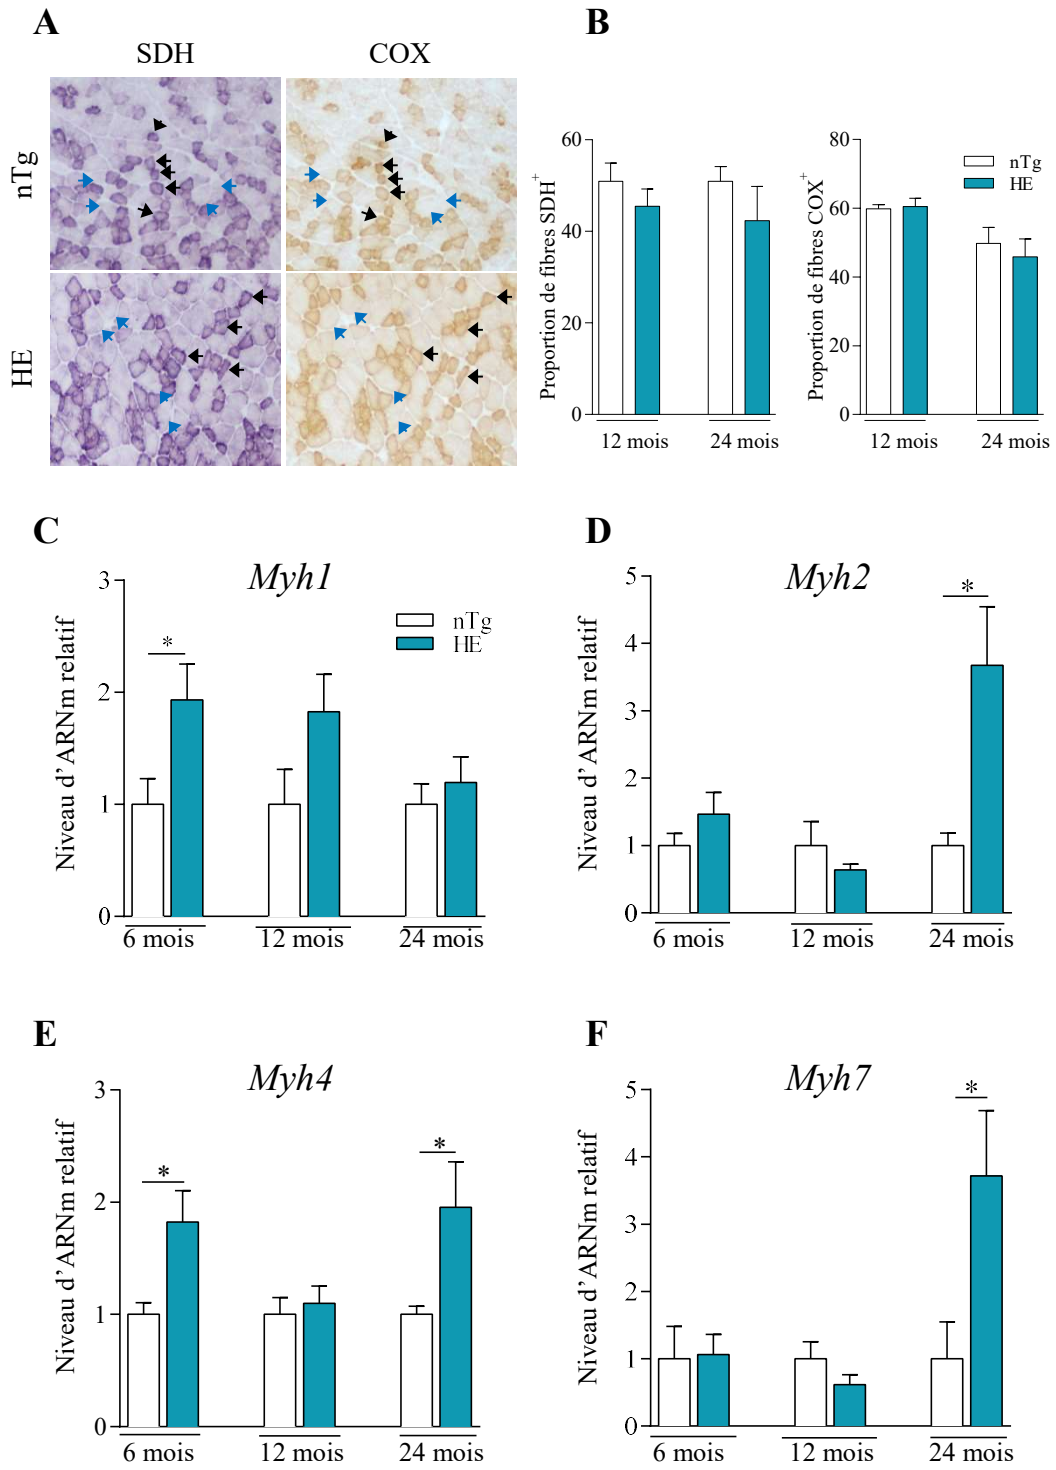 A
SDH
COX
nTg
HE
B
Proportion de fibres SDH+
60
40
20
0
12 mois
24 mois
Proportion de fibres COX+
80
60
40
20
0
nTg
HE
12 mois
24 mois
C
Myh1
Niveau d'ARNm relatif
3
2
1
0
*
nTg
HE
6 mois
12 mois
24 mois
D
Myh2
Niveau d'ARNm relatif
5
4
3
2
1
0
*
6 mois
12 mois
24 mois
E
Myh4
Niveau d'ARNm relatif
3
2
1
0
*
*
6 mois
12 mois
24 mois
F
Myh7
Niveau d'ARNm relatif
5
4
3
2
1
0
*
6 mois
12 mois
24 mois